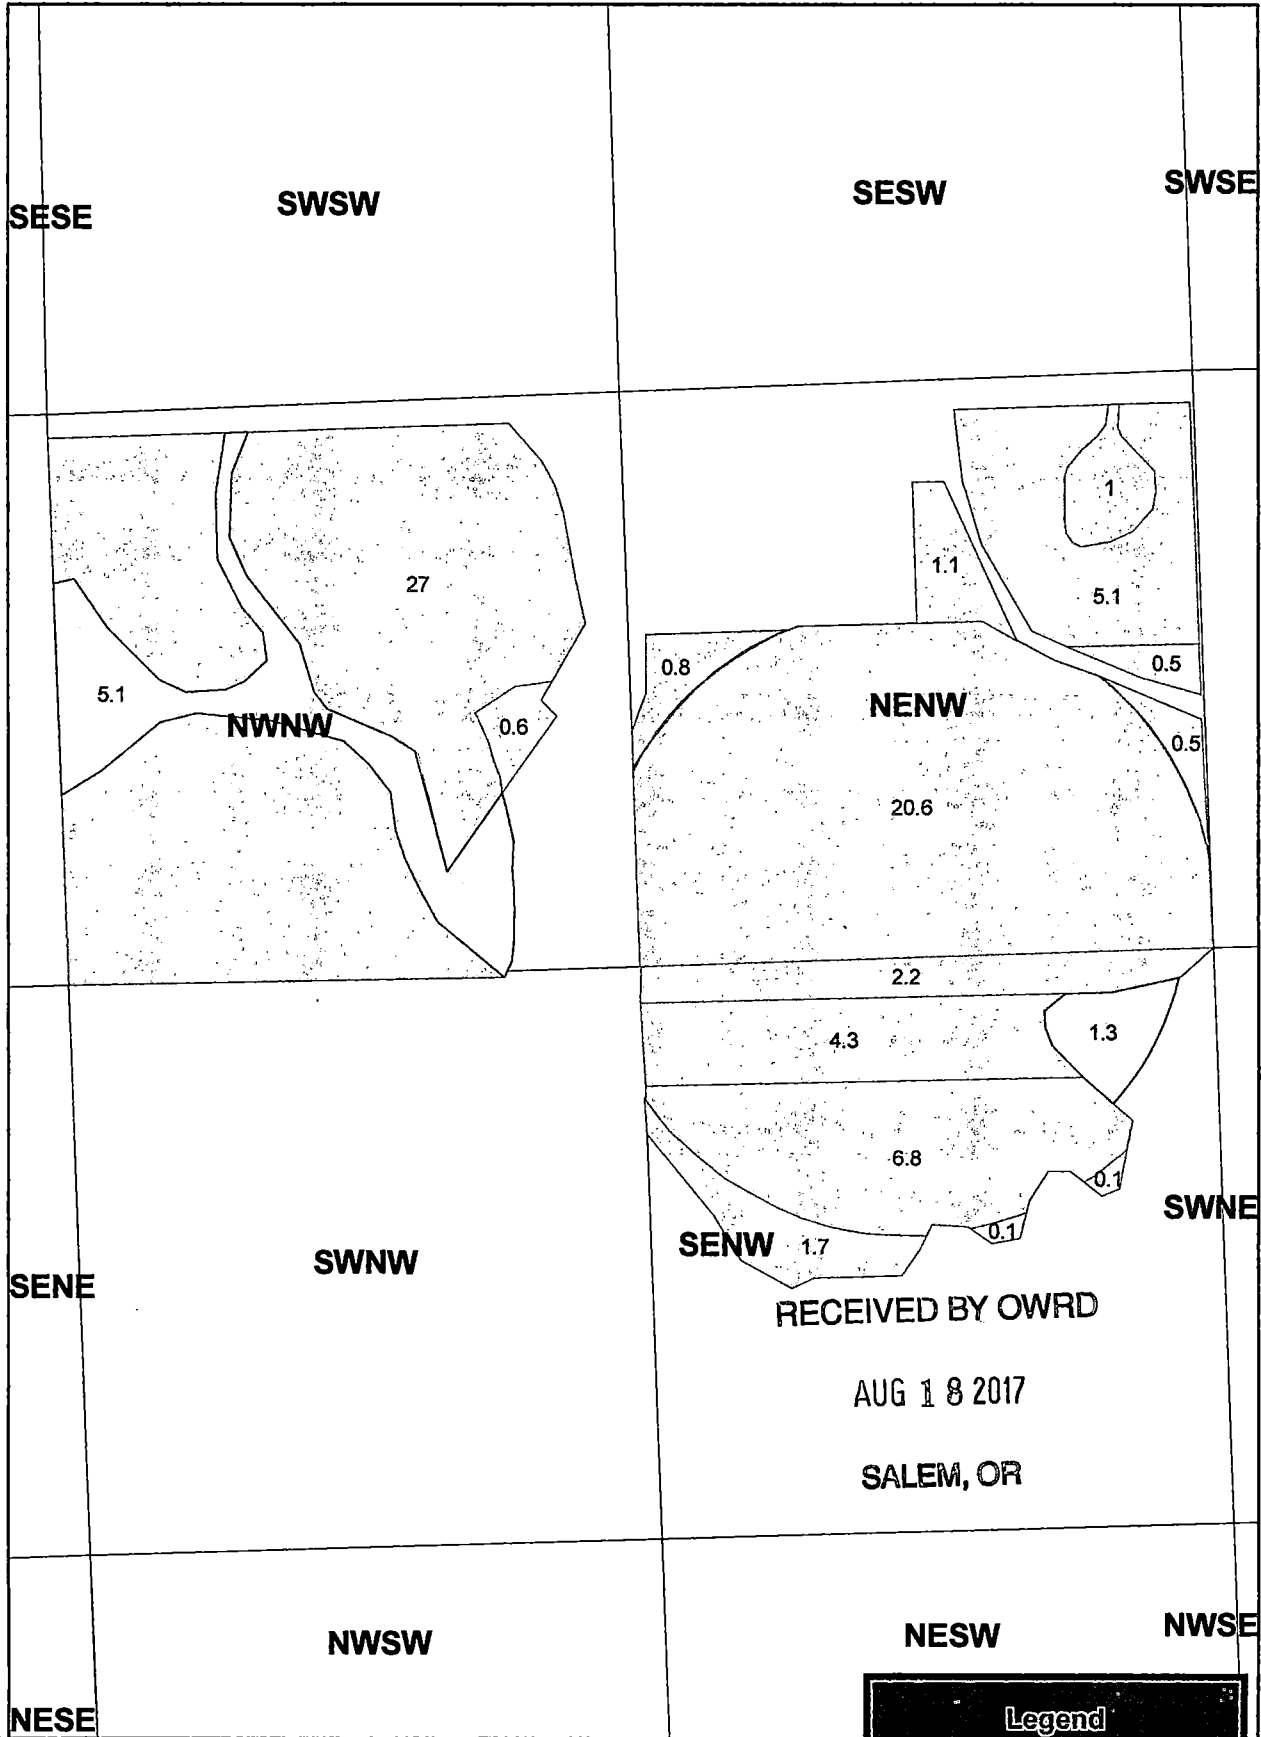 SESE
SWSW
SESW
SWSE
27
1
1.1
5.1
0.8
0.5
5.1
NWNW
0.6
NENW
0.5
20.6
2.2
4.3
1.3
6.8
0.1
SWNE
0.1
SENW
1.7
SWNW
SENE
RECEIVED BY OWRD
AUG 18 2017
SALEM, OR
NWSW
NESW
NWSE
NESE
Legend